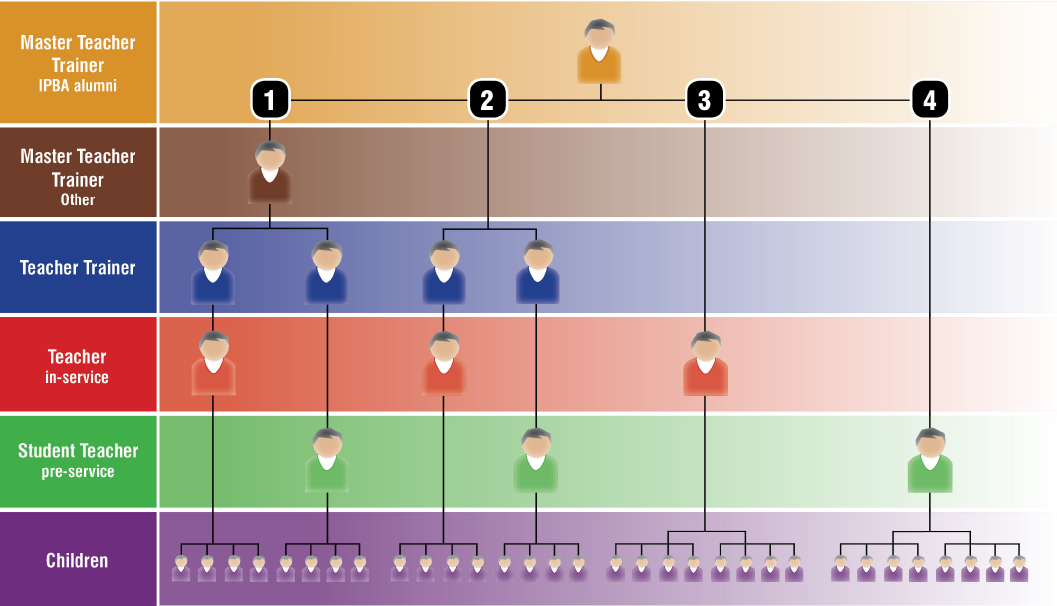 Master Teacher
Trainer
IPBA alumni
1
2
3
4
Master Teacher
Trainer
Other
Teacher Trainer
Teacher
in-service
Student Teacher
pre-service
Children